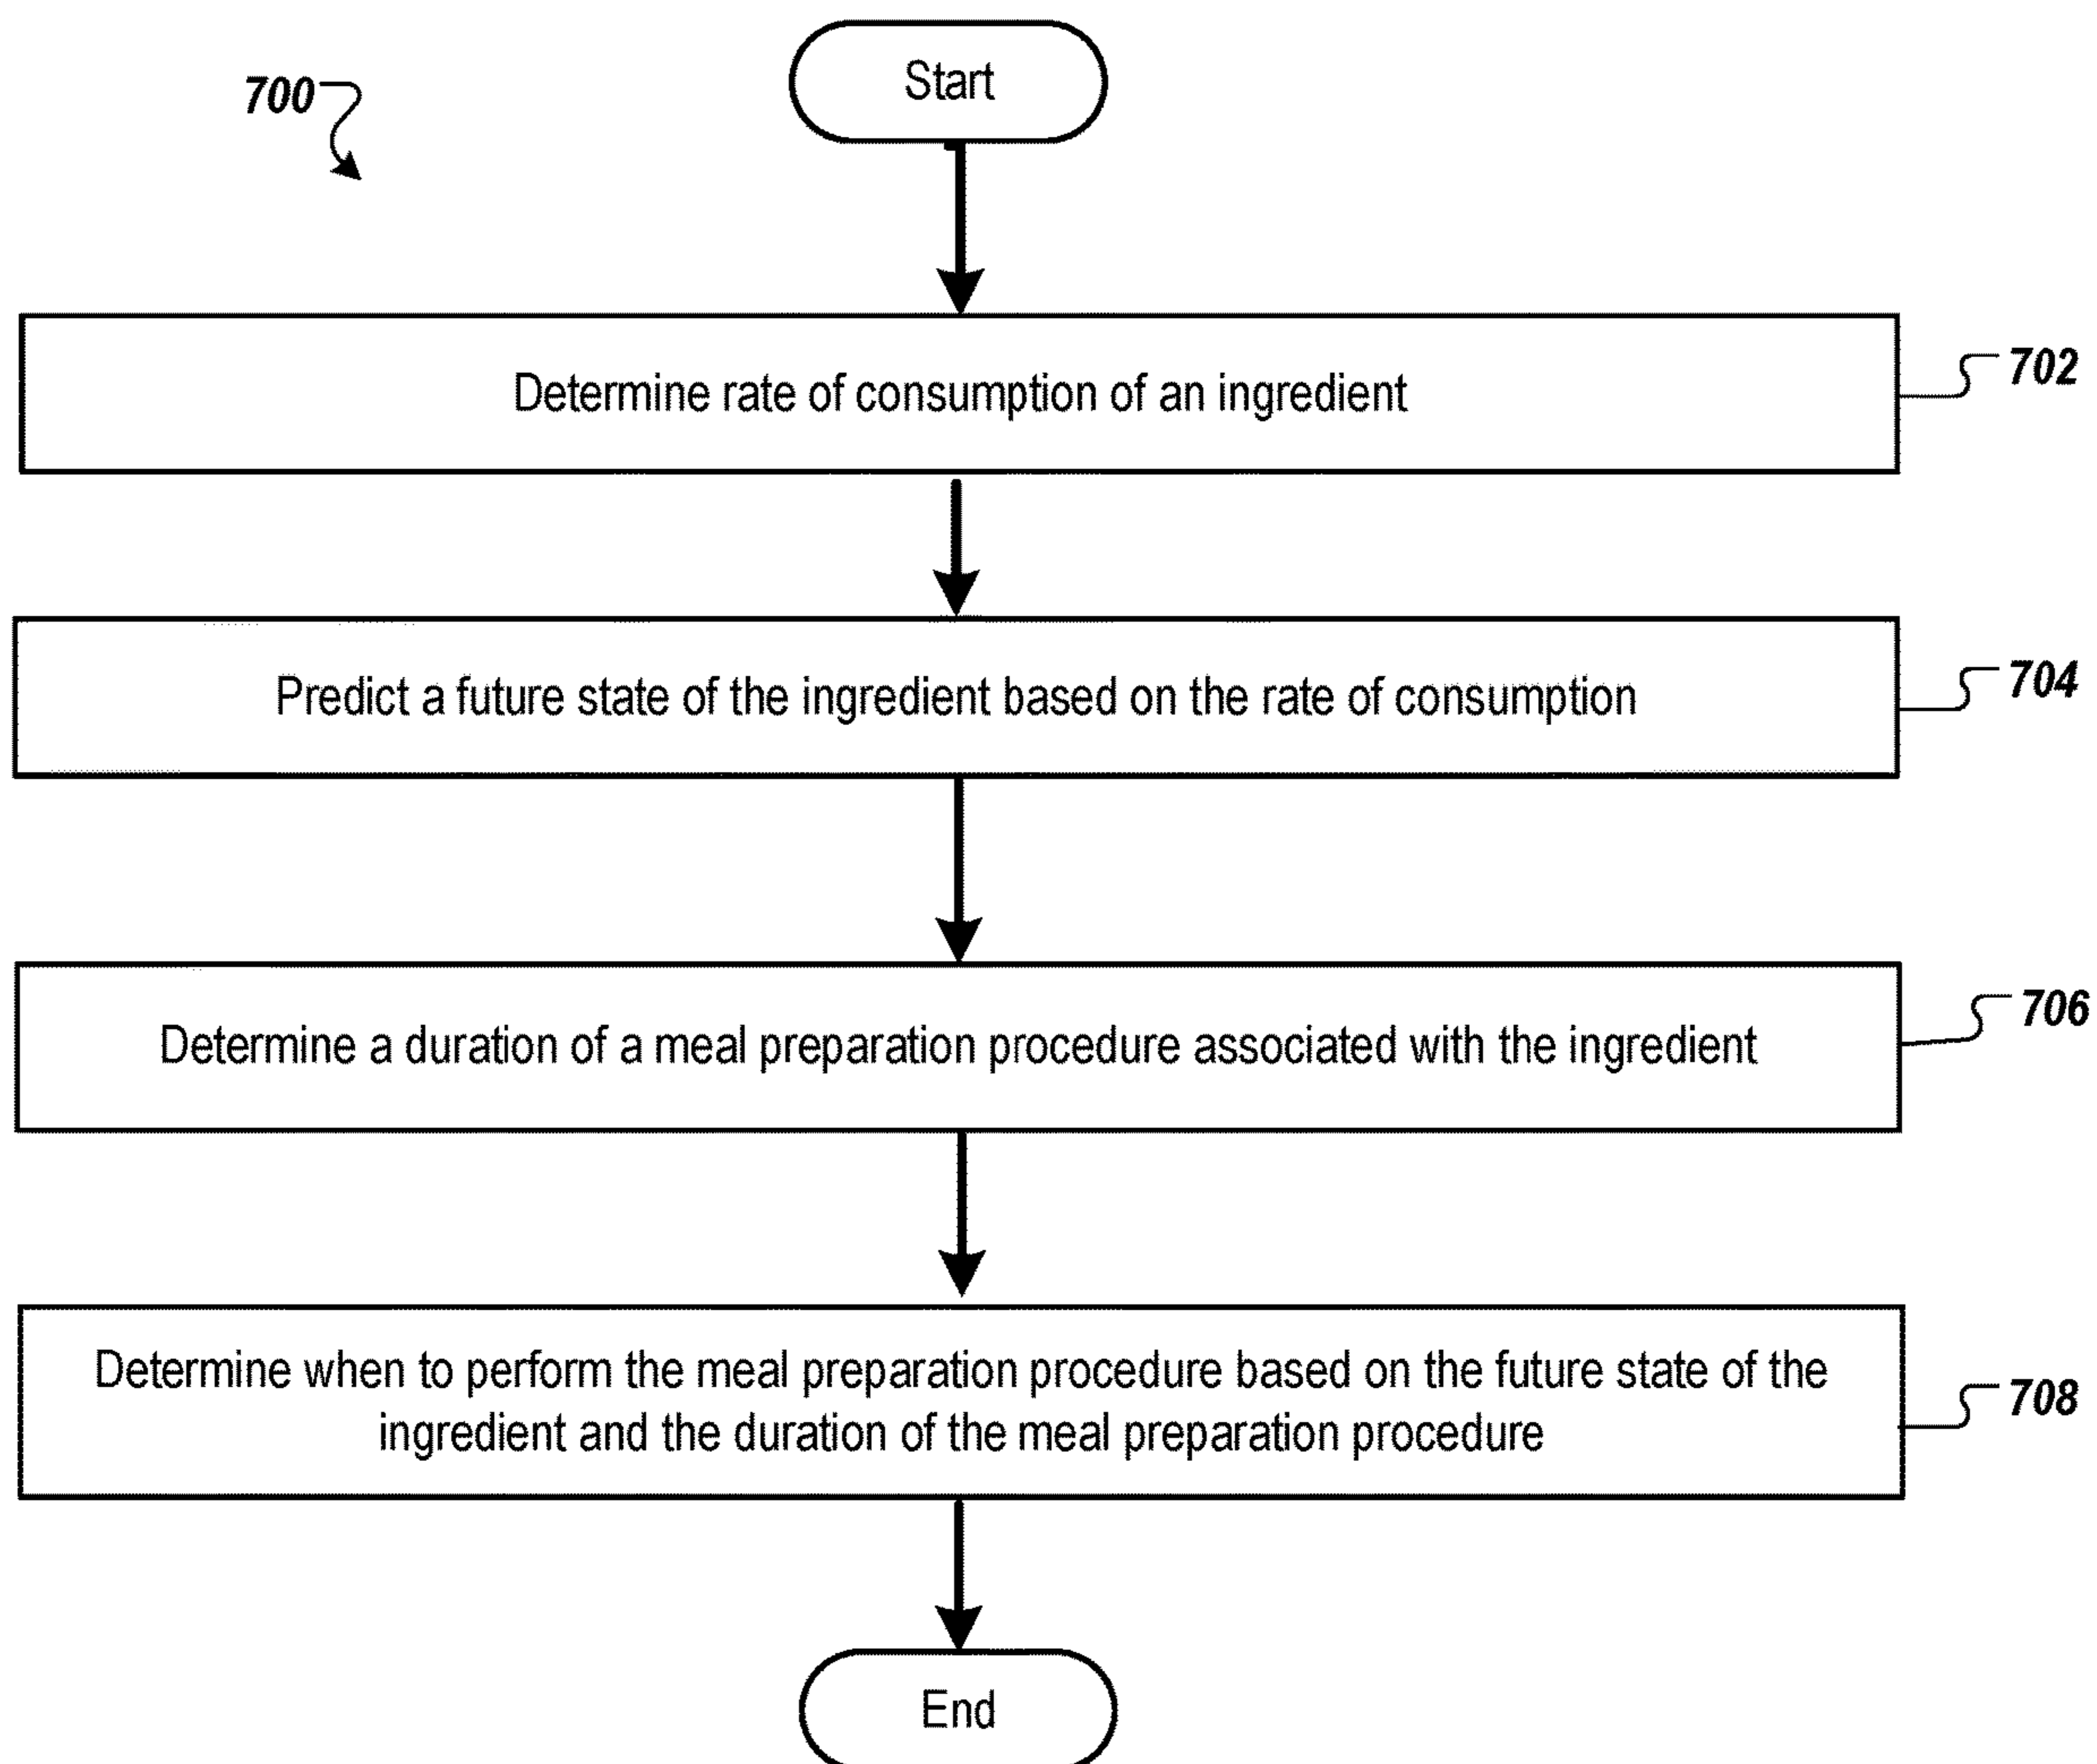 Start
700
Determine rate of consumption of an ingredient
702
Predict a future state of the ingredient based on the rate of consumption
704
Determine a duration of a meal preparation procedure associated with the ingredient
706
Determine when to perform the meal preparation procedure based on the future state of the
ingredient and the duration of the meal preparation procedure
708
End